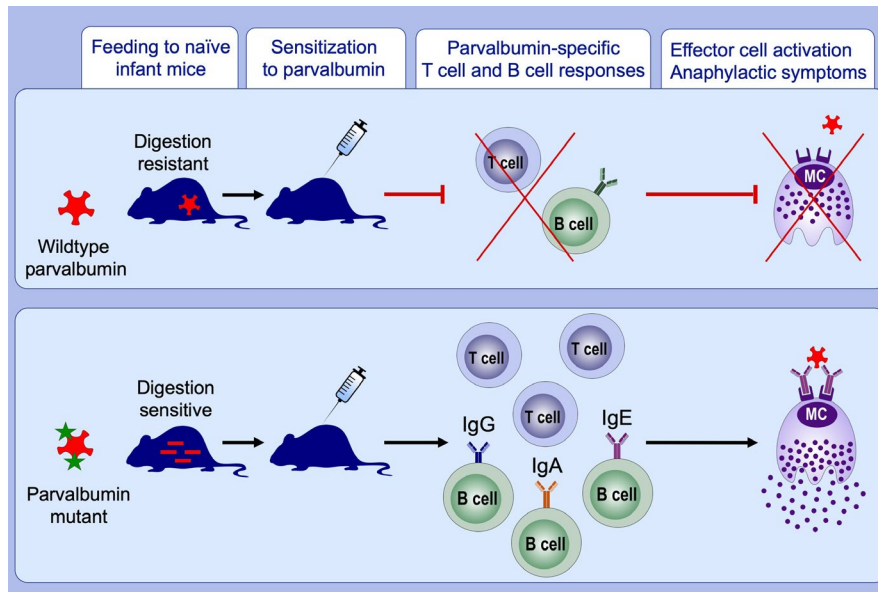 Feeding to naïve
infant mice
Sensitization
to parvalbumin
Parvalbumin-specific
T cell and B cell responses
Effector cell activation
Anaphylactic symptoms
Digestion
resistant
Wildtype
parvalbumin
T cell
B cell
MC
Digestion
sensitive
Parvalbumin
mutant
T cell
T cell
T cell
IgG
IgA
IgE
B cell
B cell
B cell
MC